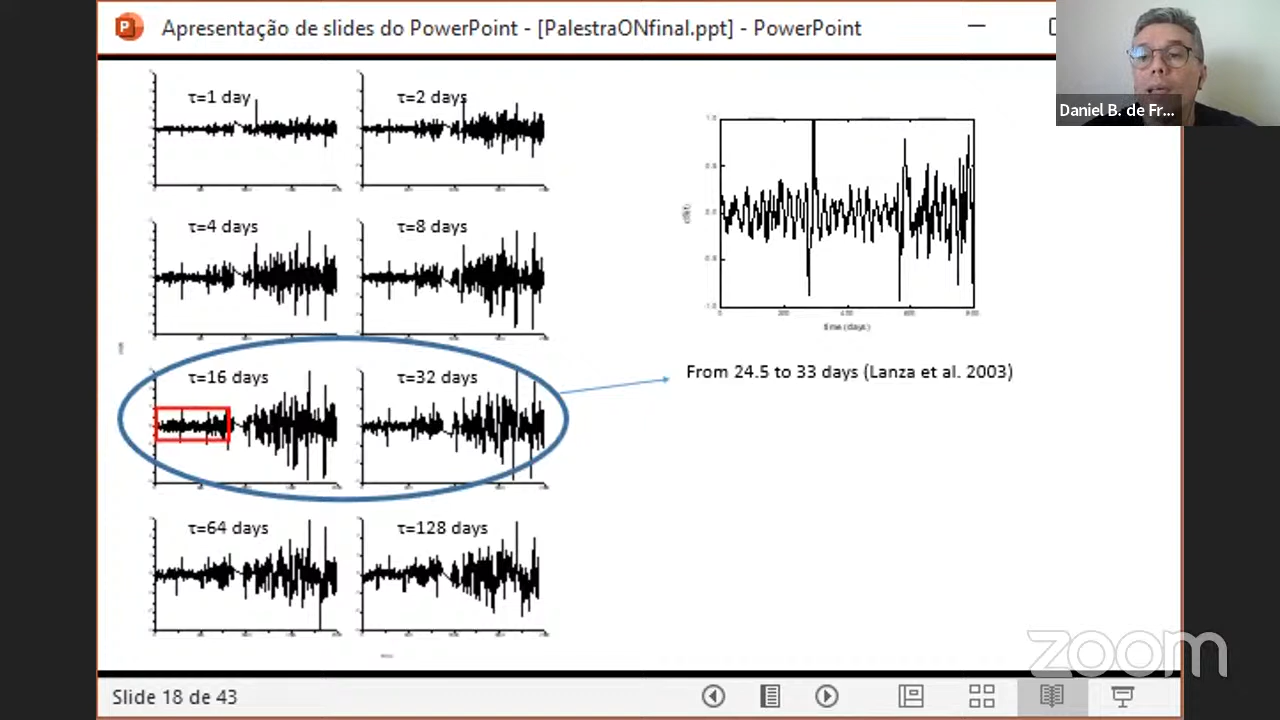 Apresentação de slides do PowerPoint - [PalestraONfinal.ppt] - PowerPoint
Daniel B. de Fr...
τ=1 day
τ=2 days
τ=4 days
τ=8 days
τ=16 days
τ=32 days
τ=64 days
τ=128 days
time (days)
From 24.5 to 33 days (Lanza et al. 2003)
zoom
Slide 18 de 43